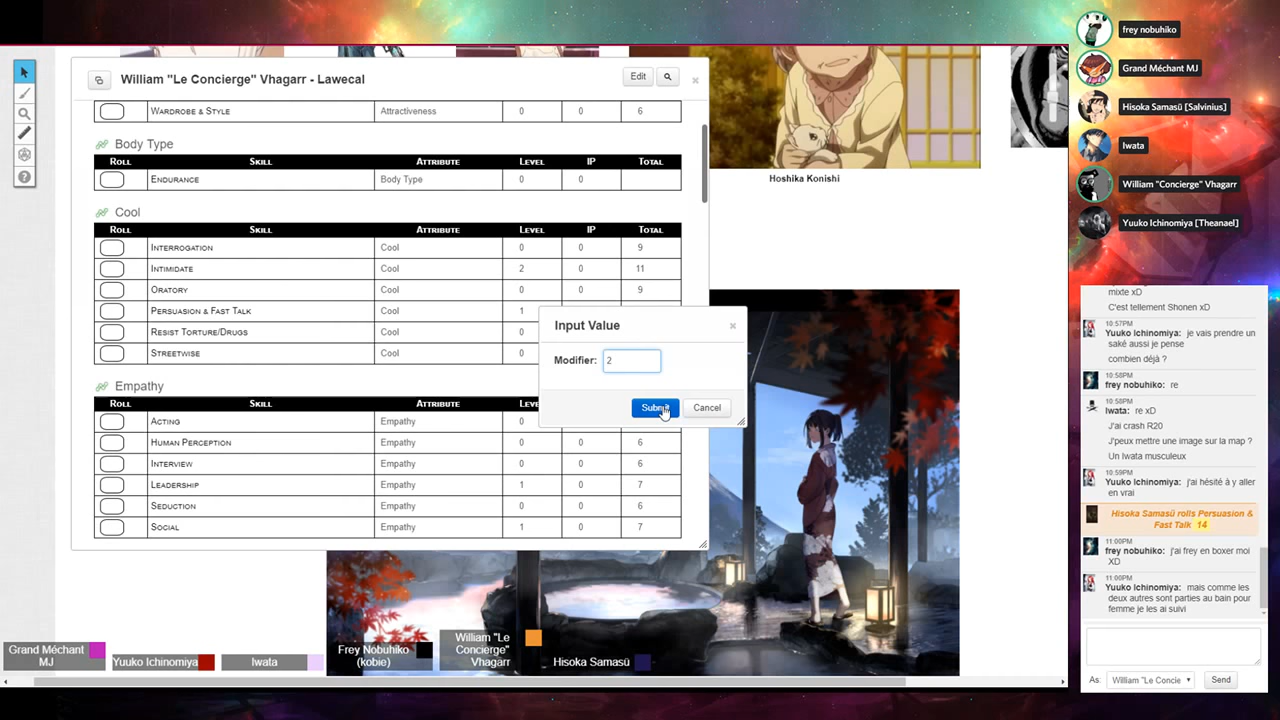 William "Le Concierge" Vhagarr - Lawecal
Edit
WARDROBE & STYLE Attractiveness 0 0 6
Body Type
ROLL SKILL ATTRIBUTE LEVEL IP TOTAL
ENDURANCE Body Type 0 0
Cool
ROLL SKILL ATTRIBUTE LEVEL IP TOTAL
INTERROGATION Cool 0 0 9
INTIMIDATE Cool 2 0 11
ORATORY Cool 0 0 9
PERSUASION & FAST TALK Cool 1
RESIST TORTURE/DRUGS Cool 0
STREETWISE Cool 0
Empathy
ROLL SKILL ATTRIBUTE LEVE
ACTING Empathy 0
HUMAN PERCEPTION Empathy 0 0 6
INTERVIEW Empathy 0 0 6
LEADERSHIP Empathy 1 0 7
SEDUCTION Empathy 0 0 6
SOCIAL Empathy 1 0 7
Input Value
Modifier: 2
Submit
Cancel
Hoshika Konishi
Grand Méchant
MJ
Yuuko Ichinomiya
Iwata
Frey Nobuhiko
(kobie)
William "Le
Concierge"
Vhagarr
Hisoka Samasū
frey nobuhiko
Grand Méchant MJ
Hisoka Samasū [Salvinius]
Iwata
William "Concierge" Vhagarr
Yuuko Ichinomiya [Theanael]
mixte xD
C'est tellement Shonen xD
10:57PM
Yuuko Ichinomiya: je vais prendre un
saké aussi je pense
combien déjà ?
10:58PM
frey nobuhiko: re
10:58PM
Iwata: re xD
J'ai crash R20
J'peux mettre une image sur la map ?
Un Iwata musculeux
10:59PM
Yuuko Ichinomiya: j'ai hésité à y aller
en vrai
Hisoka Samasū rolls Persuasion &
Fast Talk 14
11:00PM
frey nobuhiko: j'ai frey en boxer moi
XD
11:00PM
Yuuko Ichinomiya: mais comme les
deux autres sont parties au bain pour
femme je les ai suivi
As: William "Le Concie
Send